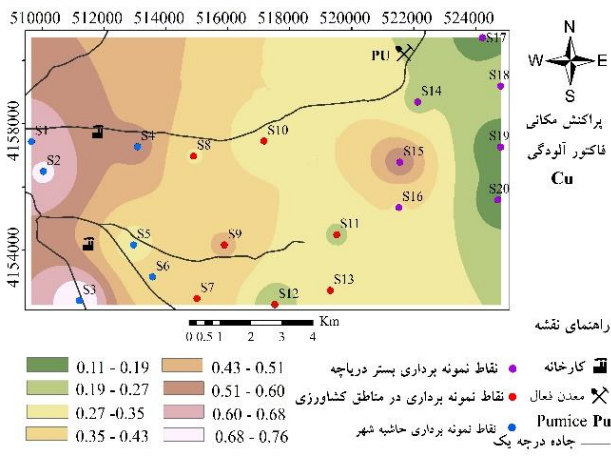 510000 512000 514000 516000 518000 520000 522000 524000
4158000
4154000
S17
PU
S18
S14
S1
S4
S10
S8
S19
S2
S15
S20
S16
S11
S5
S9
S6
S13
S7
S3
S12
N
W E
S
پراکنش مکانی
فاکتور آلودگی
Cu
Km
0 0.5 1 2 3 4
راهنمای نقشه
0.11 - 0.19
0.19 - 0.27
0.27 -0.35
0.35 - 0.43
0.43 - 0.51
0.51 - 0.60
0.60 - 0.68
0.68 - 0.76
نقاط نمونه برداری بستر دریاچه
نقاط نمونه برداری در مناطق کشاورزی
نقاط نمونه برداری حاشیه شهر
کارخانه
معدن فعال
Pumice Pu
جاده درجه یک